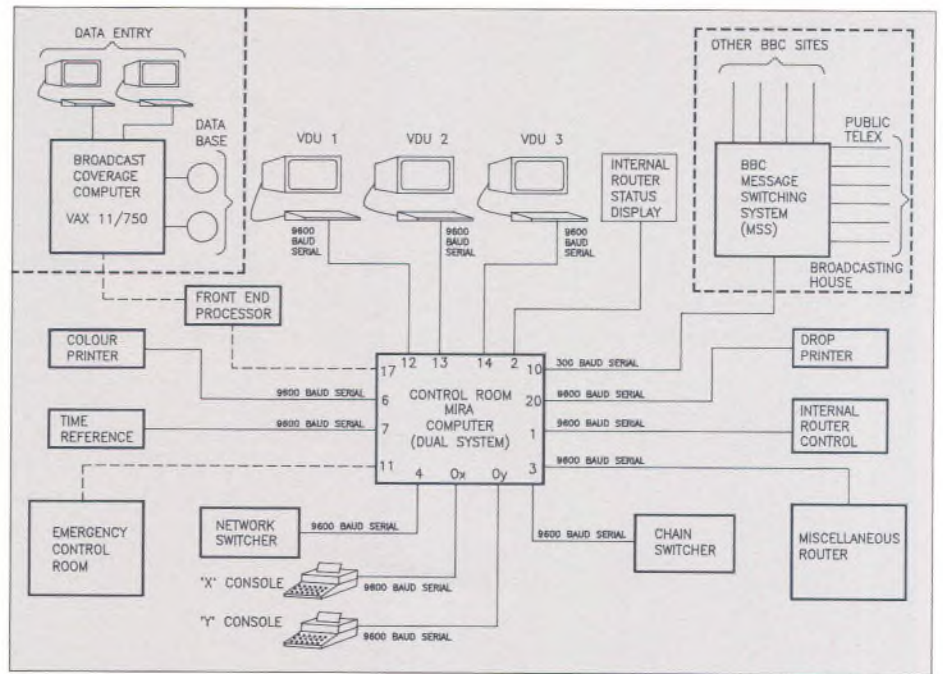 DATA ENTRY
DATA
BASE
BROADCAST
COVERAGE
COMPUTER
VAX 11/750
VDU 1
VDU 2
VDU 3
INTERNAL
ROUTER
STATUS
DISPLAY
OTHER BBC SITES
PUBLIC
TELEX
BBC
MESSAGE
SWITCHING
SYSTEM
(MSS)
BROADCASTING
HOUSE
9600
BAUD
SERIAL
9600
BAUD
SERIAL
9600
BAUD
SERIAL
FRONT END
PROCESSOR
COLOUR
PRINTER
9600 BAUD SERIAL
TIME
REFERENCE
9600 BAUD SERIAL
17
12
13
14
2
10
6
20
7
1
11
4
0x
0y
3
CONTROL ROOM
MIRA
COMPUTER
(DUAL SYSTEM)
300 BAUD SERIAL
DROP
PRINTER
9600 BAUD SERIAL
INTERNAL
ROUTER
CONTROL
9600 BAUD SERIAL
9600 BAUD SERIAL
EMERGENCY
CONTROL
ROOM
NETWORK
SWITCHER
9600 BAUD SERIAL
9600 BAUD SERIAL
CHAIN
SWITCHER
MISCELLANEOUS
ROUTER
'X' CONSOLE
9600 BAUD SERIAL
'Y' CONSOLE
9600 BAUD SERIAL